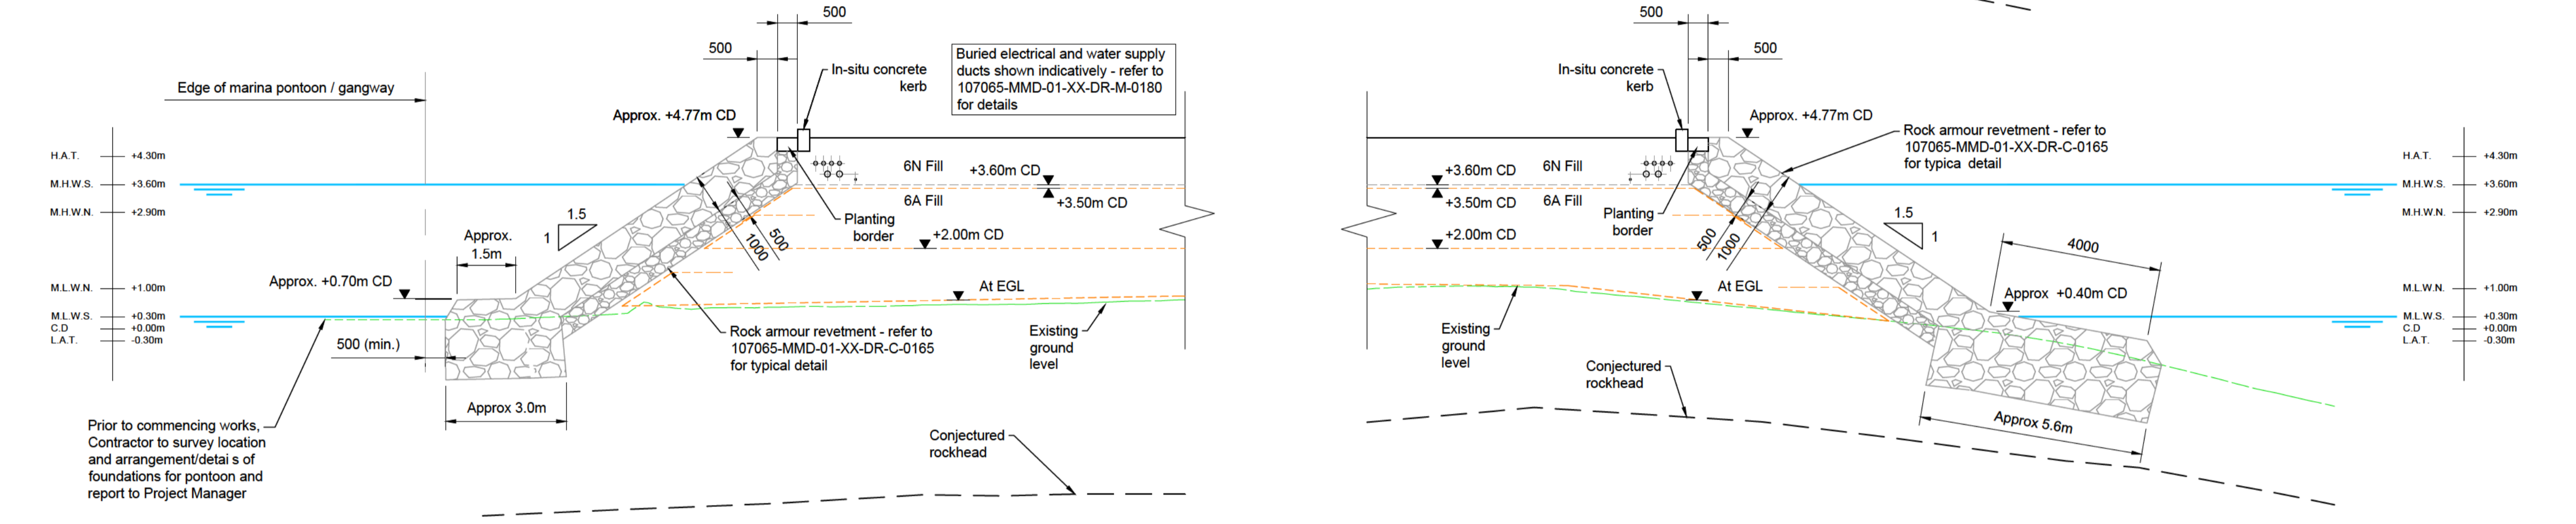 500
500
Edge of marina pontoon / gangway
In-situ concrete
kerb
Buried electrical and water supply
ducts shown indicatively - refer to
107065-MMD-01-XX-DR-M-0180
for details
Approx. +4.77m CD
H.A.T. +4.30m
M.H.W.S. +3.60m
M.H.W.N. +2.90m
6N Fill
+3.60m CD
6A Fill
+3.50m CD
1.5
1
Planting
border
500
1000
+2.00m CD
Approx.
1.5m
Approx. +0.70m CD
At EGL
M.L.W.N. +1.00m
M.L.W.S. +0.30m
C.D +0.00m
L.A.T. -0.30m
500 (min.)
Rock armour revetment - refer to
107065-MMD-01-XX-DR-C-0165
for typical detail
Existing
ground
level
Approx 3.0m
Prior to commencing works,
Contractor to survey location
and arrangement/detai s of
foundations for pontoon and
report to Project Manager
Conjectured
rockhead
500
500
In-situ concrete
kerb
Approx. +4.77m CD
Rock armour revetment - refer to
107065-MMD-01-XX-DR-C-0165
for typica detail
+3.60m CD
6N Fill
+3.50m CD
6A Fill
Planting
border
+2.00m CD
500
1000
1.5
1
4000
At EGL
Approx +0.40m CD
Existing
ground
level
Conjectured
rockhead
Approx 5.6m
H.A.T. +4.30m
M.H.W.S. +3.60m
M.H.W.N. +2.90m
M.L.W.N. +1.00m
M.L.W.S. +0.30m
C.D +0.00m
L.A.T. -0.30m